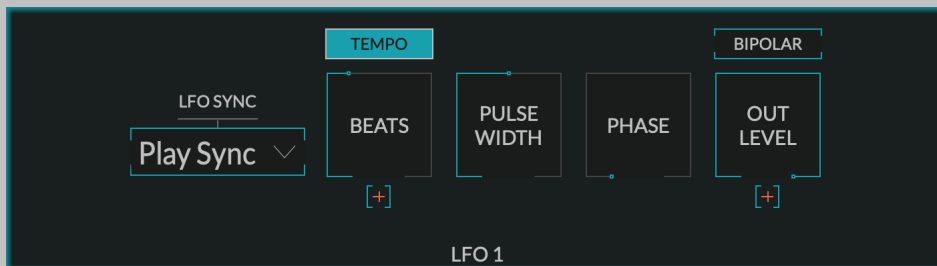 TEMPO
BIPOLAR
LFO SYNC
Play Sync
BEATS
PULSE
WIDTH
PHASE
OUT
LEVEL
[+]
[+]
LFO 1